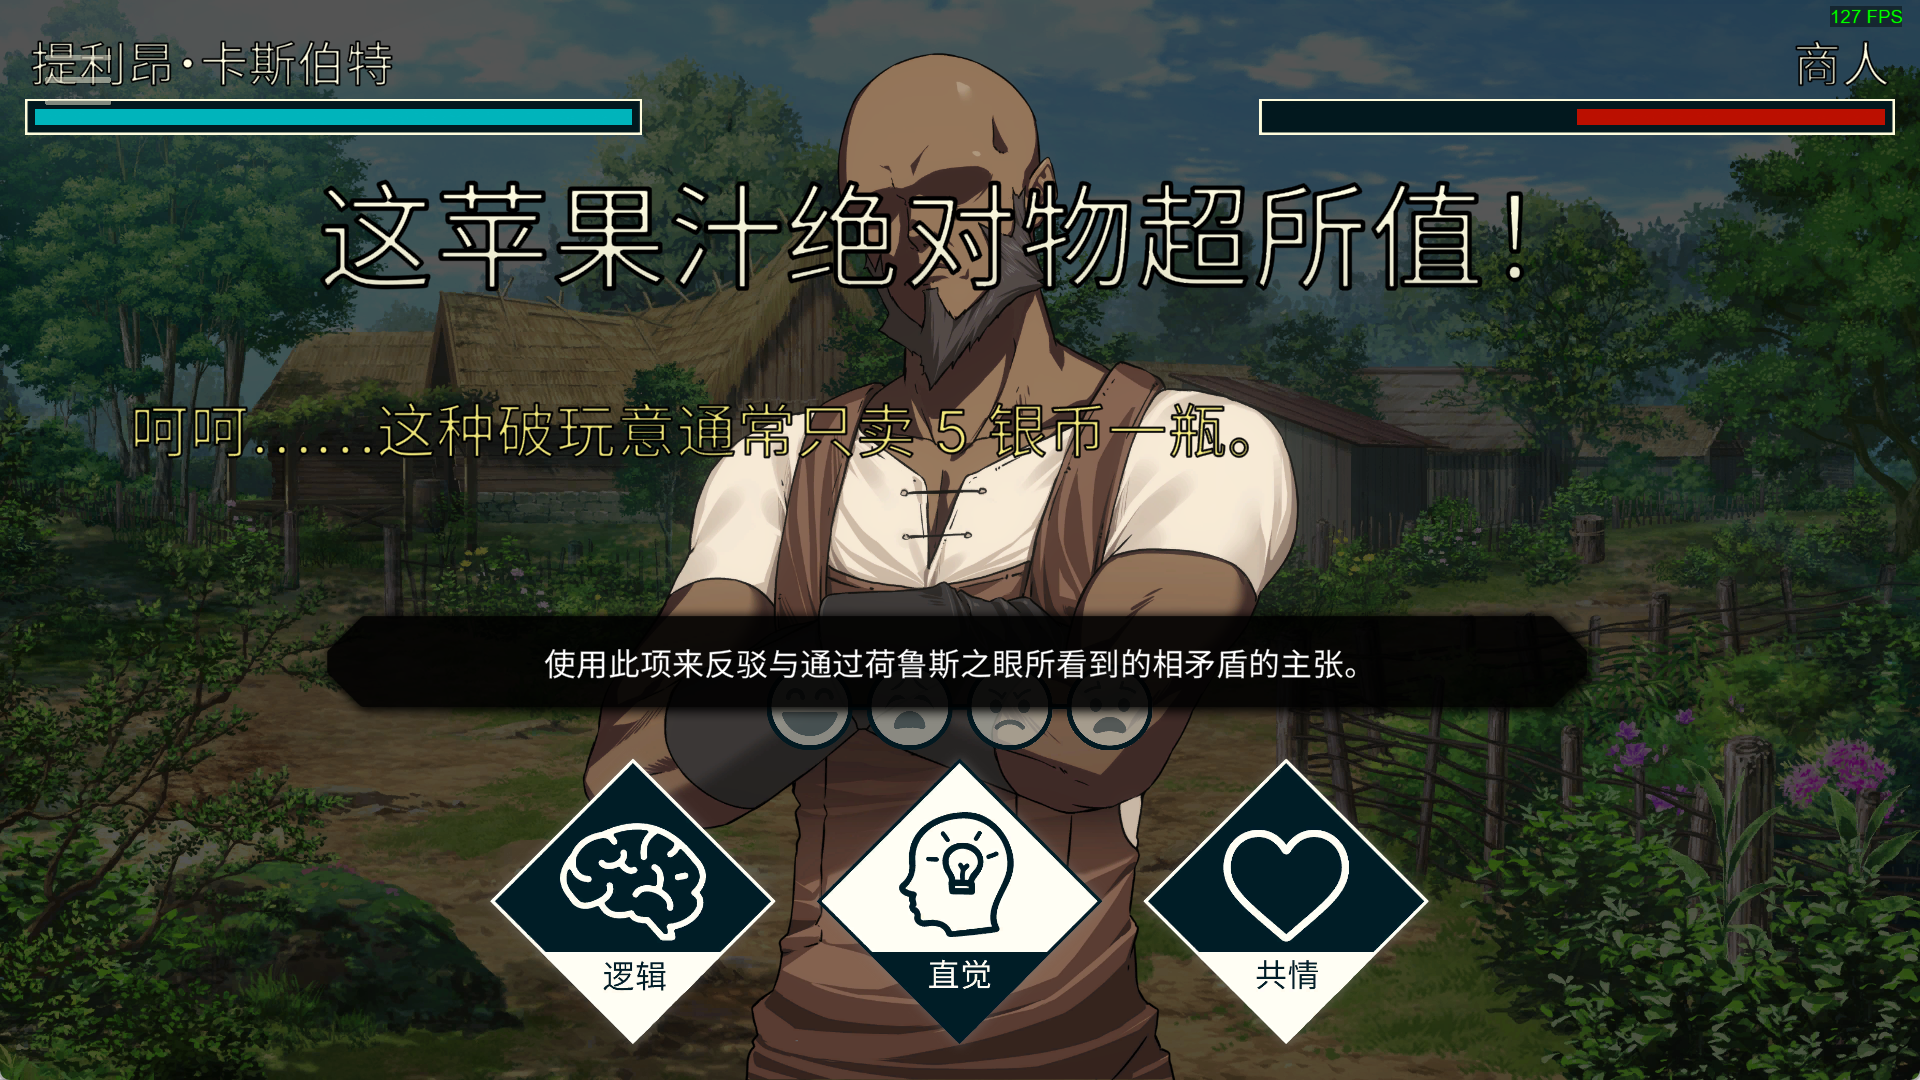 127 FPS
提利昂·卡斯伯特
商人
这苹果汁绝对物超所值！
呵呵……这种破玩意通常只卖 5 银币一瓶。
使用此项来反驳与通过荷鲁斯之眼所看到的相矛盾的主张。
逻辑
直觉
共情